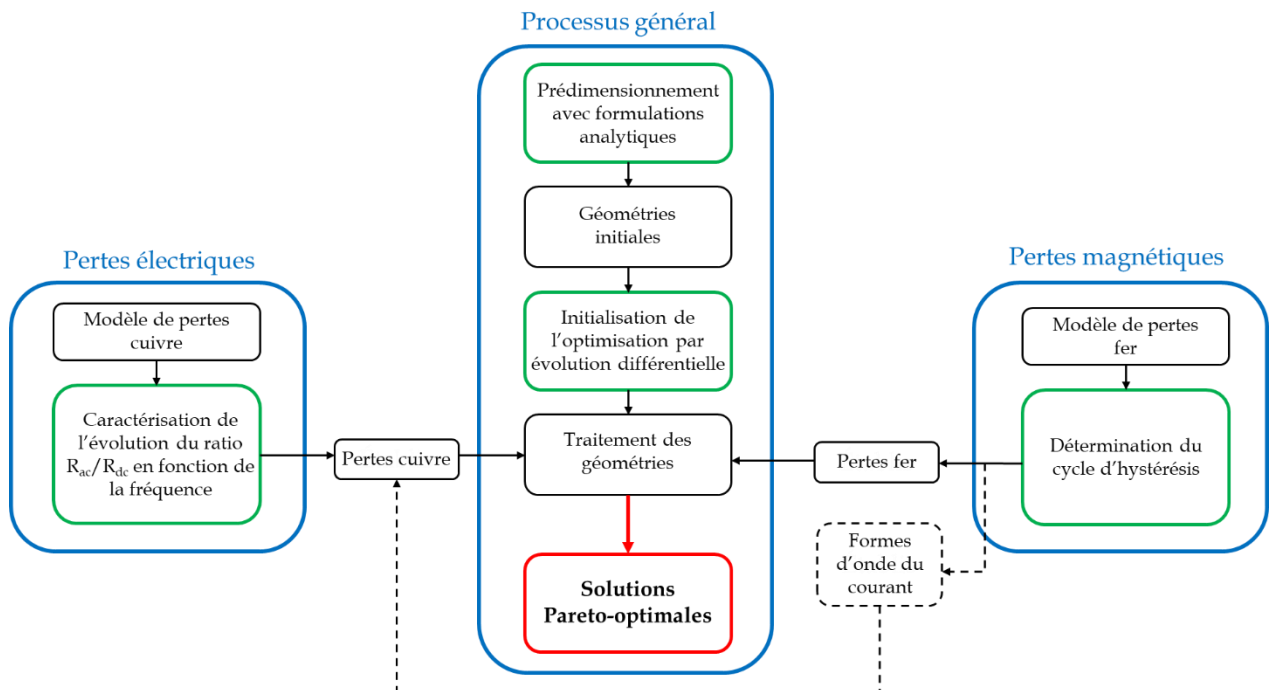 Processus général
Prédimensionnement
avec formulations
analytiques
Géométries
initiales
Initialisation de
l'optimisation par
évolution différentielle
Traitement des
géométries
Solutions
Pareto-optimales
Pertes électriques
Modèle de pertes
cuivre
Caractérisation de
l'évolution du ratio
Rac/Rdc en fonction de
la fréquence
Pertes cuivre
Pertes magnétiques
Modèle de pertes
fer
Détermination du
cycle d'hystérésis
Pertes fer
Formes
d'onde du
courant